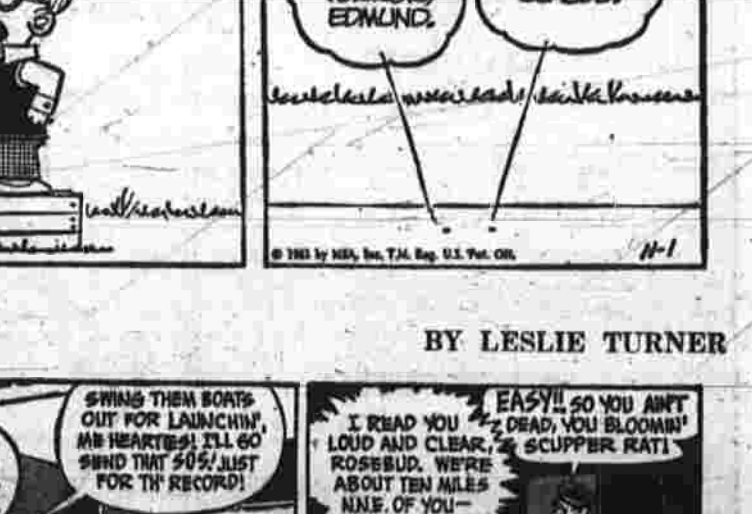 EDMUND.
© 1963 by NEA, Inc. T.M. Reg. U.S. Pat. Off.
11-1
BY LESLIE TURNER
SWING THEM BOATS
OUT FOR LAUNCHIN',
ME HEARTIES! I'LL GO
SEND THAT SOS! JUST
FOR TH' RECORD!
I READ YOU
LOUD AND CLEAR,
ROSEBUD. WE'RE
ABOUT TEN MILES
N.N.E. OF YOU—
EASY!! SO YOU AIN'T
DEAD, YOU BLOOMIN'
SCUPPER RAT!